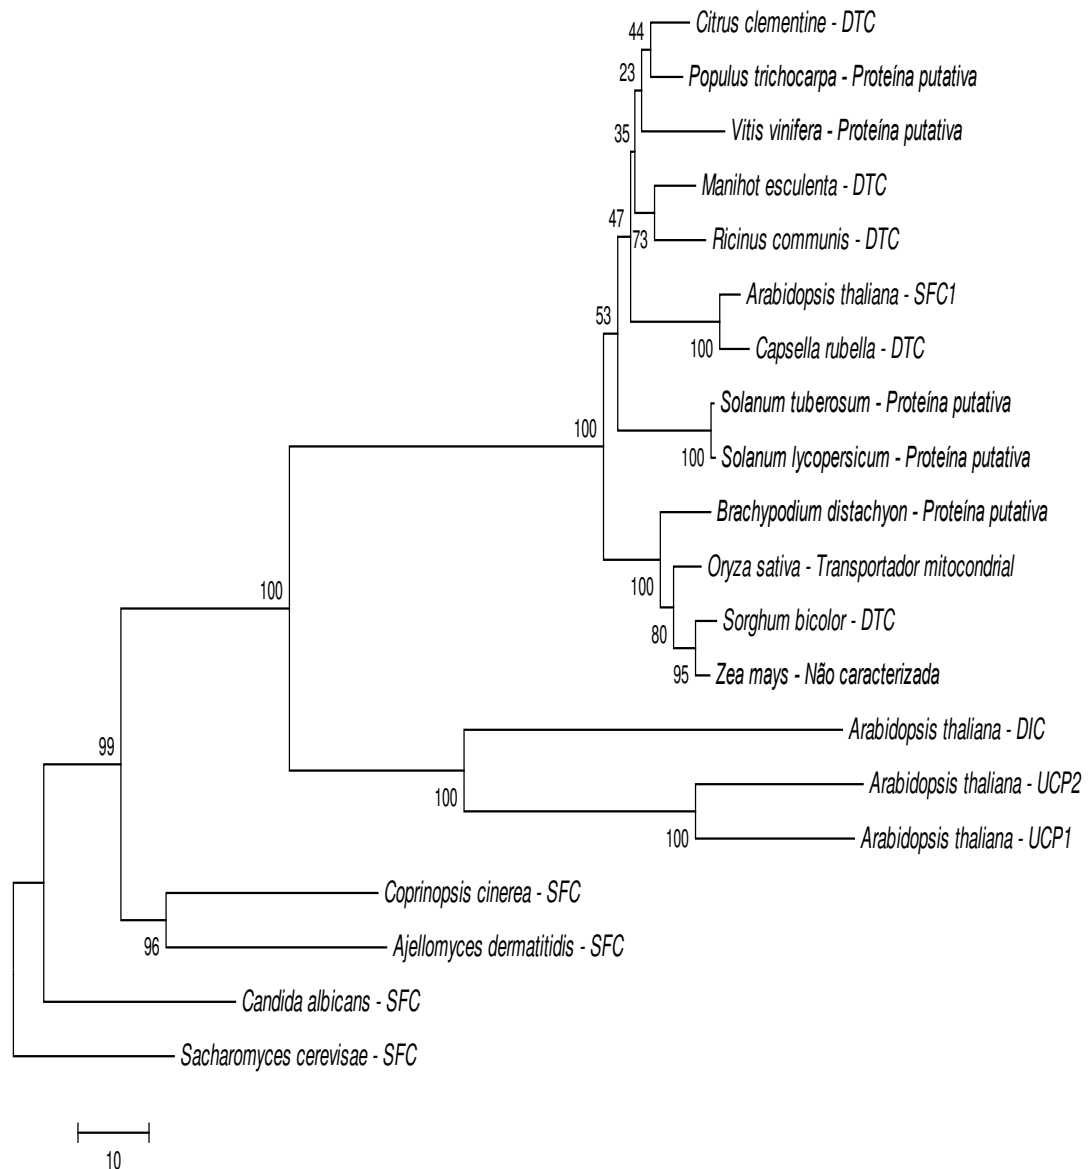 44
Citrus clementine - DTC
23
Populus trichocarpa - Proteína putativa
35
Vitis vinifera - Proteína putativa
Manihot esculenta - DTC
47
73
Ricinus communis - DTC
Arabidopsis thaliana - SFC1
53
100
Capsella rubella - DTC
Solanum tuberosum - Proteína putativa
100
100
Solanum lycopersicum - Proteína putativa
Brachypodium distachyon - Proteína putativa
Oryza sativa - Transportador mitocondrial
100
100
Sorghum bicolor - DTC
80
95
Zea mays - Não caracterizada
Arabidopsis thaliana - DIC
99
Arabidopsis thaliana - UCP2
100
100
Arabidopsis thaliana - UCP1
Coprinopsis cinerea - SFC
96
Ajellomyces dermatitidis - SFC
Candida albicans - SFC
Sacharomyces cerevisae - SFC
10